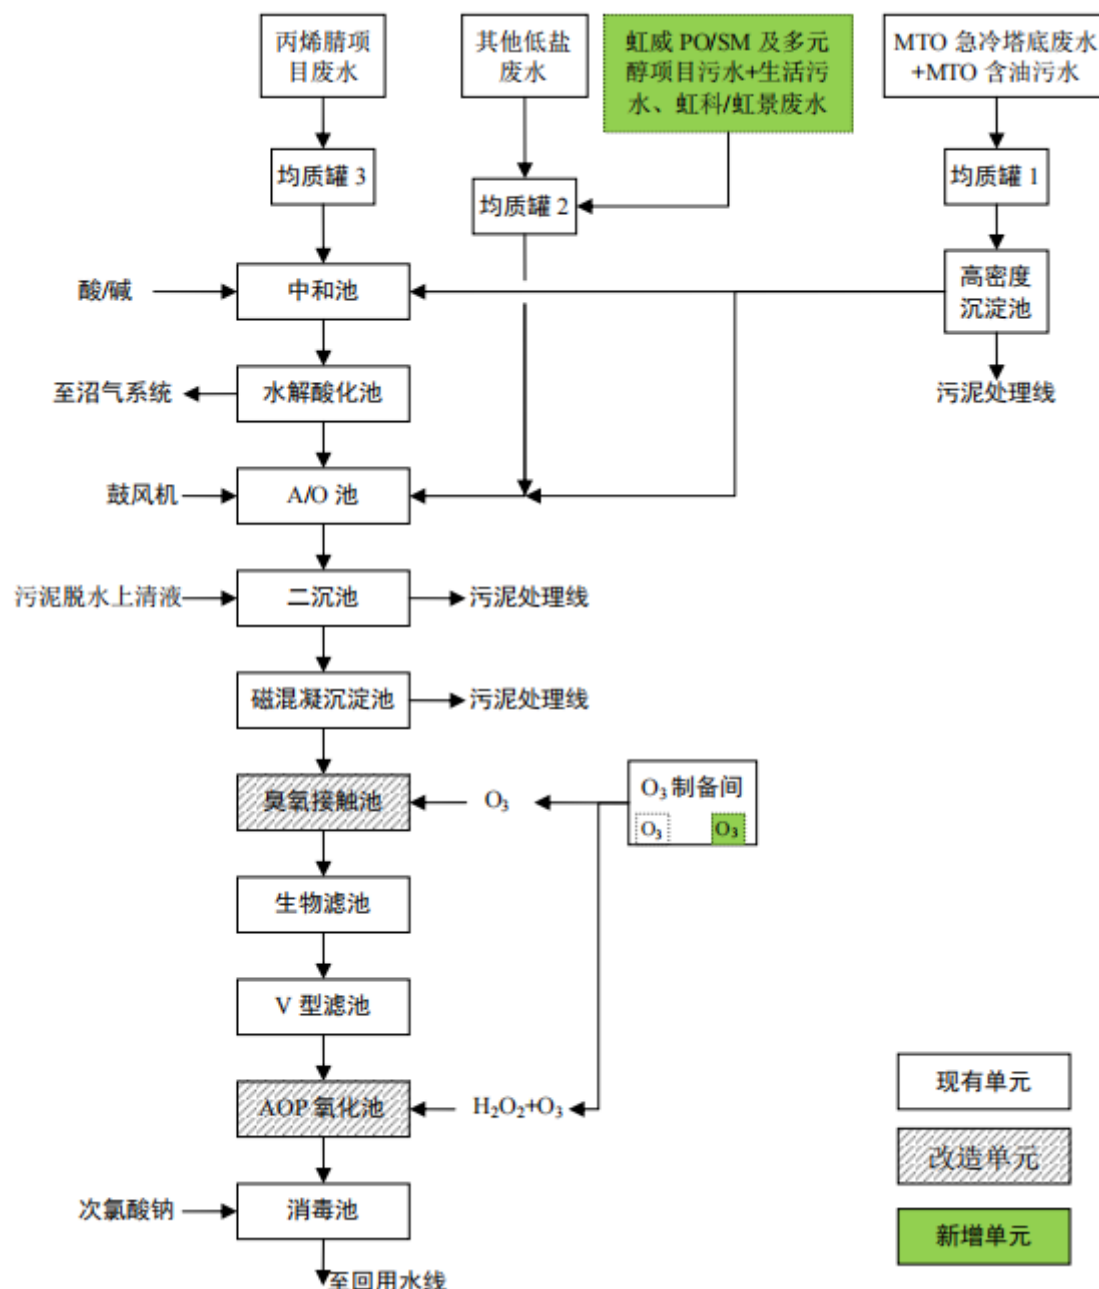 丙烯腈项
目废水
其他低盐
废水
虹威 PO/SM 及多元
醇项目污水+生活污
水、虹科/虹景废水
MTO 急冷塔底废水
+MTO 含油污水
均质罐 3
均质罐 2
均质罐 1
酸/碱
中和池
高密度
沉淀池
至沼气系统
水解酸化池
污泥处理线
鼓风机
A/O 池
污泥脱水上清液
二沉池
污泥处理线
磁混凝沉淀池
污泥处理线
臭氧接触池
O₃
O₃ 制备间
O₃
O₃
生物滤池
V 型滤池
AOP 氧化池
H₂O₂+O₃
现有单元
改造单元
次氯酸钠
消毒池
新增单元
至回用水线